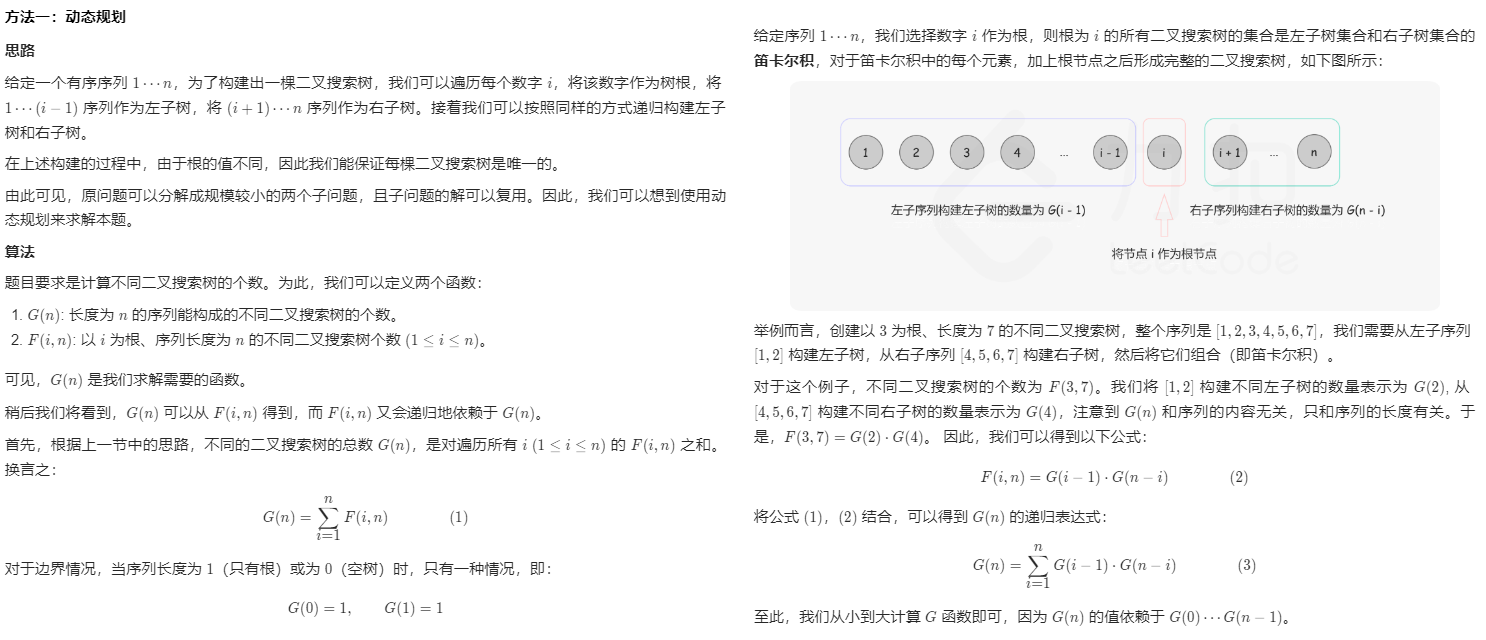 方法一：动态规划
思路
给定一个有序序列 1⋯n，为了构建出一棵二叉搜索树，我们可以遍历每个数字 i，将该数字作为树根，将
1⋯(i−1) 序列作为左子树，将 (i+1)⋯n 序列作为右子树。接着我们可以按照同样的方式递归构建左子
树和右子树。
在上述构建的过程中，由于根的值不同，因此我们能保证每棵二叉搜索树是唯一的。
由此可见，原问题可以分解成规模较小的两个子问题，且子问题的解可以复用。因此，我们可以想到使用动
态规划来求解本题。
算法
题目要求是计算不同二叉搜索树的个数。为此，我们可以定义两个函数：
1. G(n): 长度为 n 的序列能构成的不同二叉搜索树的个数。
2. F(i,n): 以 i 为根、序列长度为 n 的不同二叉搜索树个数 (1≤i≤n)。
可见，G(n) 是我们求解需要的函数。
稍后我们将看到，G(n) 可以从 F(i,n) 得到，而 F(i,n) 又会递归地依赖于 G(n)。
首先，根据上一节中的思路，不同的二叉搜索树的总数 G(n)，是对遍历所有 i (1≤i≤n) 的 F(i,n) 之和。
换言之：
G(n)=∑_{i=1}^{n} F(i,n) (1)
对于边界情况，当序列长度为 1（只有根）或为 0（空树）时，只有一种情况，即：
G(0)=1, G(1)=1
给定序列 1⋯n，我们选择数字 i 作为根，则根为 i 的所有二叉搜索树的集合是左子树集合和右子树集合的
笛卡尔积，对于笛卡尔积中的每个元素，加上根节点之后形成完整的二叉搜索树，如下图所示：
1 2 3 4 ... i - 1 i i + 1 ... n
左子序列构建左子树的数量为 G(i - 1) 右子序列构建右子树的数量为 G(n - i)
将节点 i 作为根节点
力扣
LeetCode
举例而言，创建以 3 为根、长度为 7 的不同二叉搜索树，整个序列是 [1,2,3,4,5,6,7]，我们需要从左子序列
[1,2] 构建左子树，从右子序列 [4,5,6,7] 构建右子树，然后将它们组合（即笛卡尔积）。
对于这个例子，不同二叉搜索树的个数为 F(3,7)。我们将 [1,2] 构建不同左子树的数量表示为 G(2), 从
[4,5,6,7] 构建不同右子树的数量表示为 G(4)，注意到 G(n) 和序列的内容无关，只和序列的长度有关。于
是，F(3,7)=G(2)·G(4)。 因此，我们可以得到以下公式：
F(i,n)=G(i−1)·G(n−i) (2)
将公式 (1)，(2) 结合，可以得到 G(n) 的递归表达式：
G(n)=∑_{i=1}^{n} G(i−1)·G(n−i) (3)
至此，我们从小到大计算 G 函数即可，因为 G(n) 的值依赖于 G(0)⋯G(n−1)。